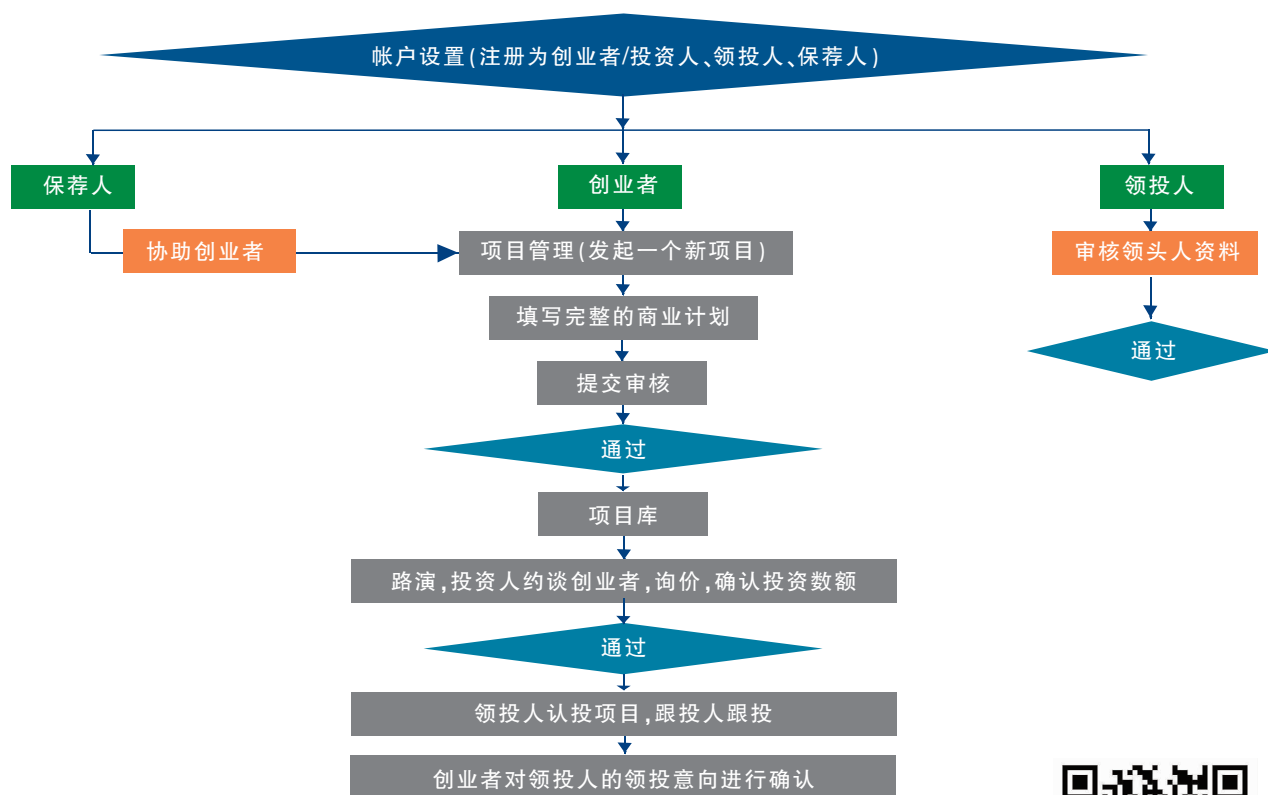 帐户设置(注册为创业者/投资人、领投人、保荐人)
保荐人
创业者
领投人
协助创业者
项目管理(发起一个新项目)
审核领头人资料
填写完整的商业计划
通过
提交审核
通过
项目库
路演,投资人约谈创业者,询价,确认投资数额
通过
领投人认投项目,跟投人跟投
创业者对领投人的领投意向进行确认